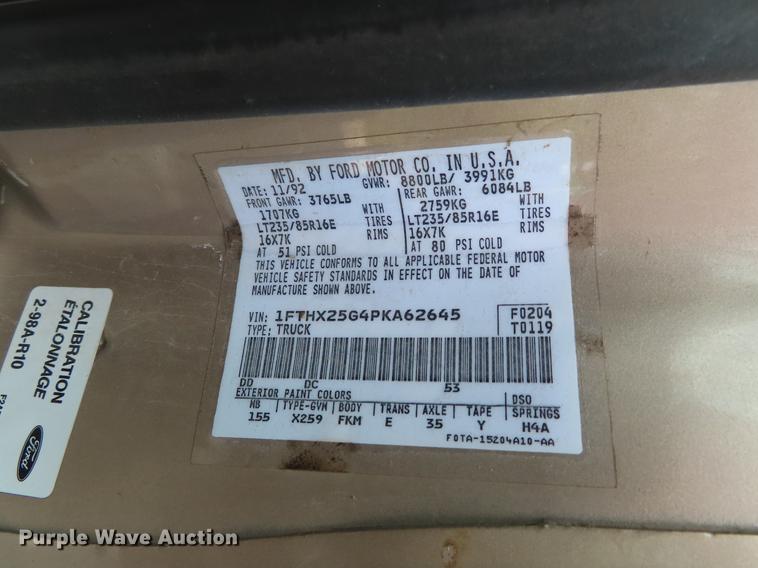 MFD. BY FORD MOTOR CO. IN U.S.A.
DATE: 11/92 GVWR: 8800LB/ 3991KG
FRONT GAWR: 3765LB REAR GAWR: 6084LB
1707KG WITH 2759KG WITH
LT235/85R16E TIRES LT235/85R16E TIRES
16X7K RIMS 16X7K RIMS
AT 51 PSI COLD AT 80 PSI COLD
THIS VEHICLE CONFORMS TO ALL APPLICABLE FEDERAL MOTOR
VEHICLE SAFETY STANDARDS IN EFFECT ON THE DATE OF
MANUFACTURE SHOWN ABOVE.
VIN: 1FTHX25G4PKA62645 F0204
TYPE: TRUCK T0119
DD DC 53
EXTERIOR PAINT COLORS DSO
WB TYPE-GVM BODY TRANS AXLE TAPE SPRINGS
155 X259 FKM E 35 Y H4A
F0TA-15204A10-AA
CALIBRATION
ÉTALONNAGE
2-98A-R10
Ford
Purple Wave Auction
Purple Wave Auction